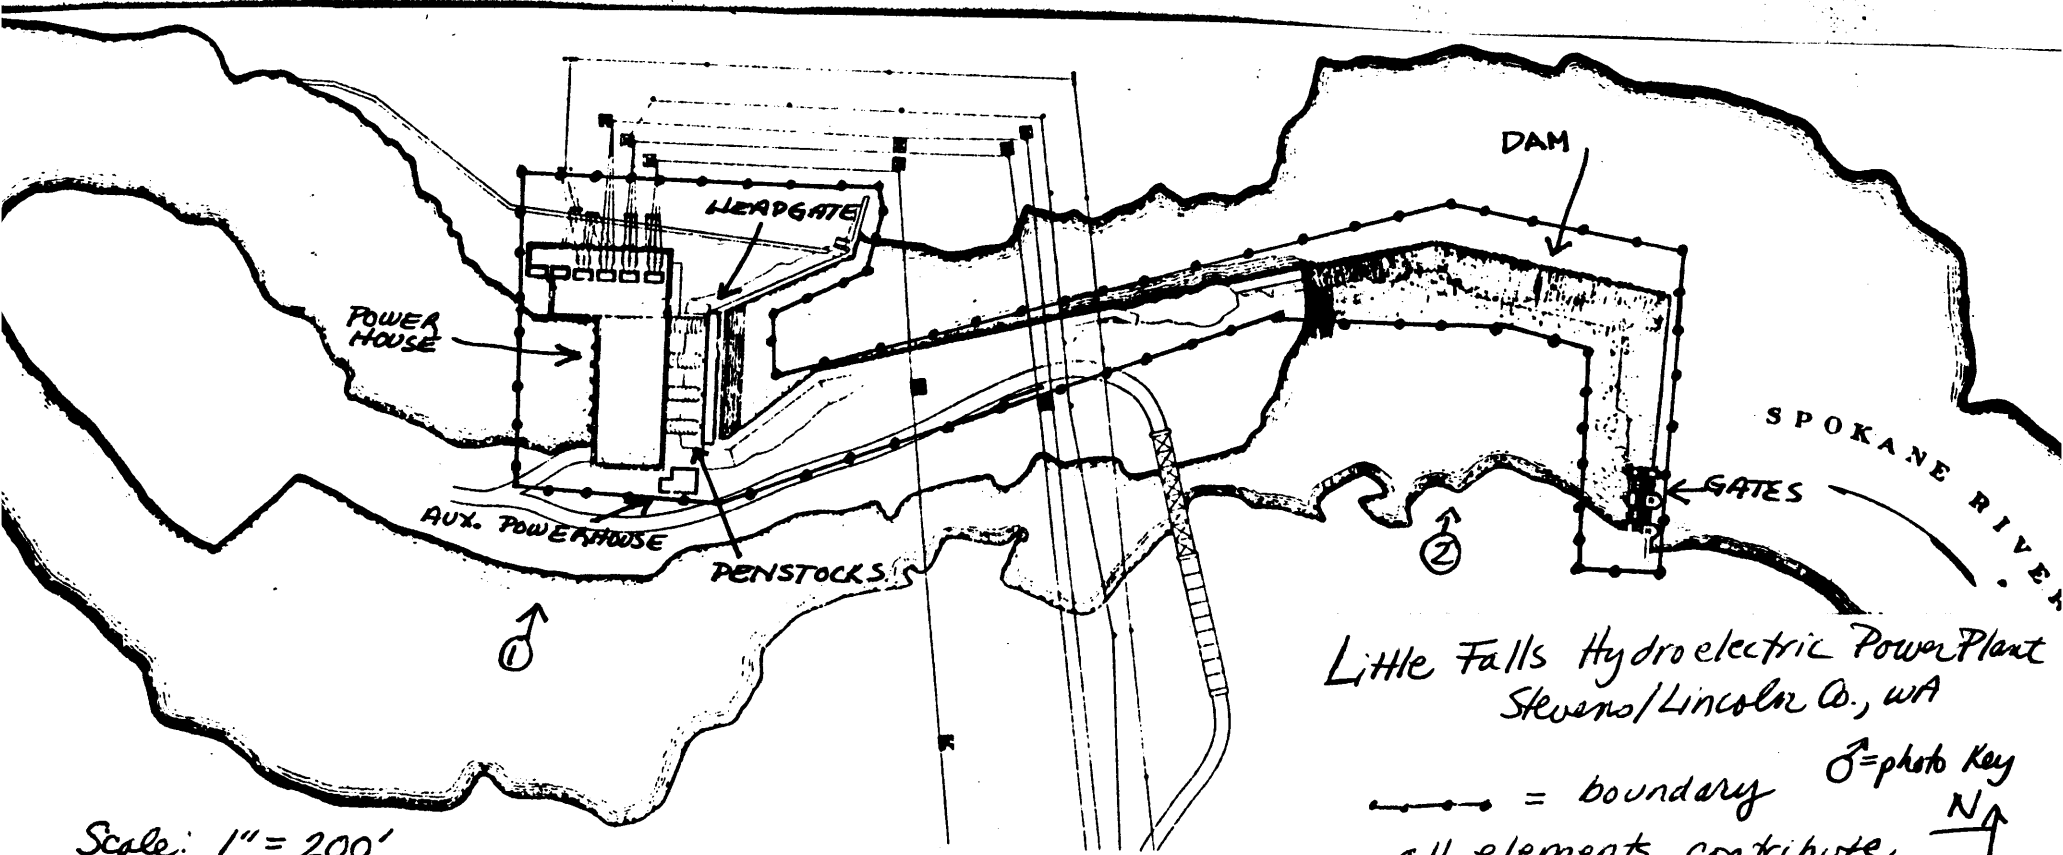 DAM
HEADGATE
POWER
HOUSE
SPOKANE RIVER
GATES
AUX. POWERHOUSE
PENSTOCKS
2
1
Little Falls Hydroelectric Power Plant
Stevens/Lincoln Co., WA
= photo Key
= boundary
N
Scale: 1" = 200'
all elements contribute